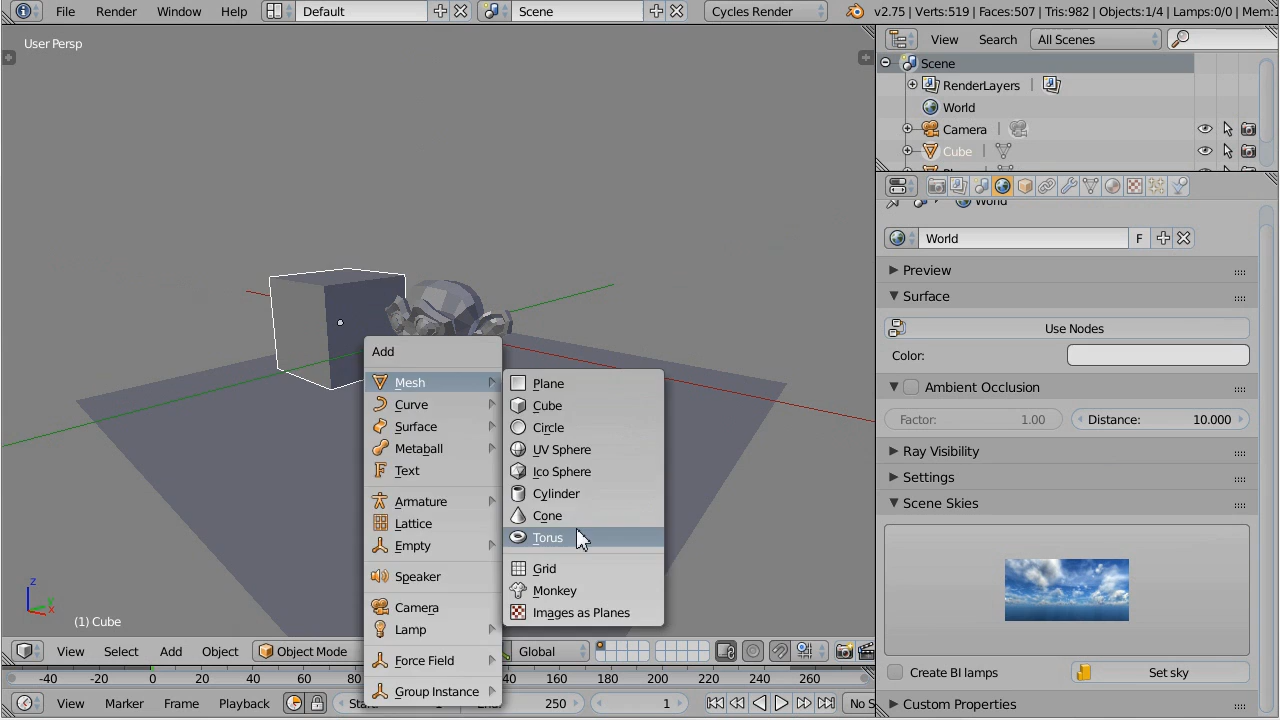 File Render Window Help Default Scene Cycles Render v2.75 | Verts:519 | Faces:507 | Tris:982 | Objects:1/4 | Lamps:0/0 | Mem:
User Persp
View Search All Scenes
Scene
RenderLayers
World
Camera
Cube
World
World F
Preview
Surface
Use Nodes
Color:
Ambient Occlusion
Factor: 1.00 Distance: 10.000
Ray Visibility
Settings
Scene Skies
Create BI lamps Set sky
Custom Properties
Add
Mesh
Curve
Surface
Metaball
Text
Armature
Lattice
Empty
Speaker
Camera
Lamp
Force Field
Group Instance
Plane
Cube
Circle
UV Sphere
Ico Sphere
Cylinder
Cone
Torus
Grid
Monkey
Images as Planes
z
y
x
(1) Cube
View Select Add Object Object Mode Global
-40 -20 0 20 40 60 80 140 160 180 200 220 240 260
View Marker Frame Playback 250 1 No S